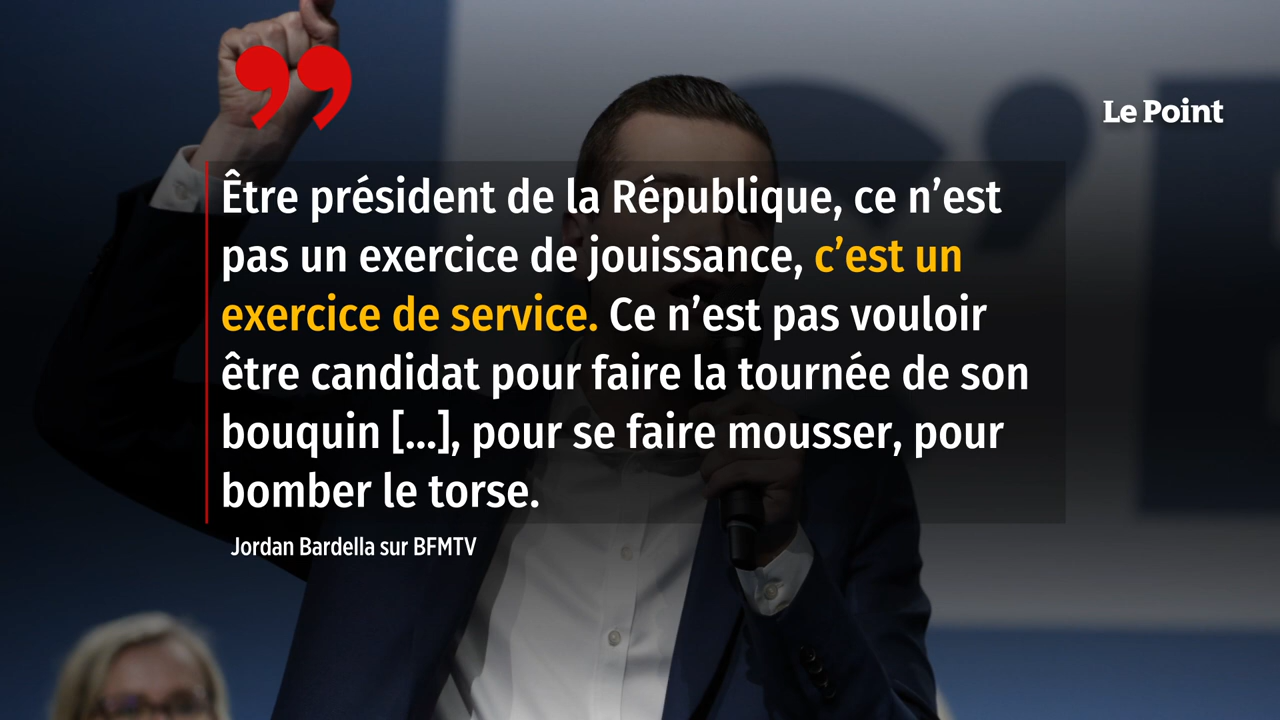 Le Point
Être président de la République, ce n’est
pas un exercice de jouissance, c’est un
exercice de service. Ce n’est pas vouloir
être candidat pour faire la tournée de son
bouquin [...], pour se faire mousser, pour
bomber le torse.
Jordan Bardella sur BFMTV